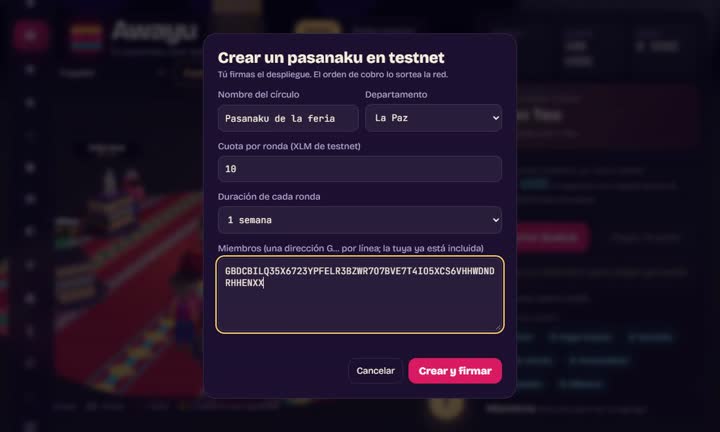 Awayu
Crear un pasanaku en testnet
Tú firmas el despliegue. El orden de cobro lo sortea la red.
Nombre del círculo
Departamento
Pasanaku de la feria
La Paz
Cuota por ronda (XLM de testnet)
10
Duración de cada ronda
1 semana
Miembros (una dirección G... por línea; la tuya ya está incluida)
GBDCBILQ35X6723YPFELR3BZWR7O7BVE7T4IO5XCS6VHHWDND
RHHENXX
Cancelar
Crear y firmar